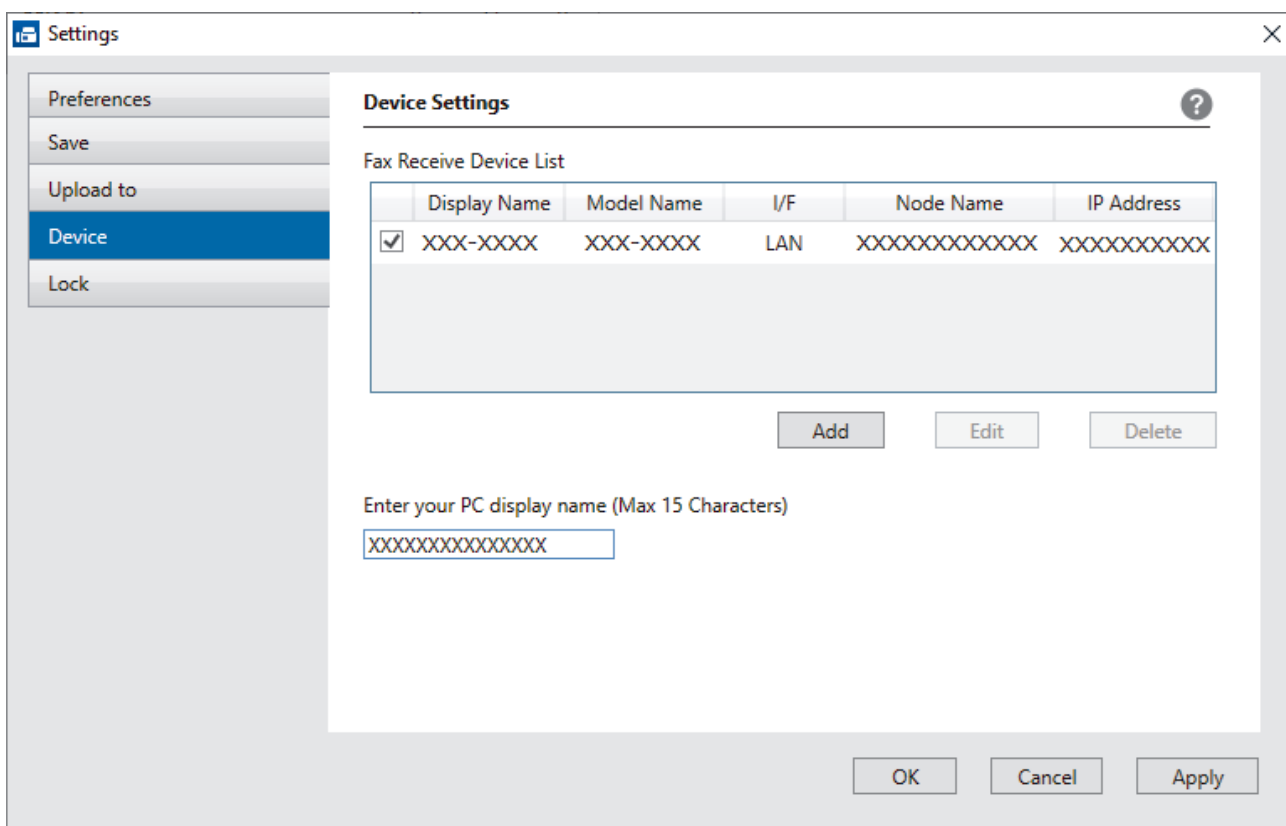 Settings
Preferences
Save
Upload to
Device
Lock
Device Settings
?
Fax Receive Device List
Display Name Model Name I/F Node Name IP Address
XXX-XXXX XXX-XXXX LAN XXXXXXXXXXXX XXXXXXXXXX
Add Edit Delete
Enter your PC display name (Max 15 Characters)
XXXXXXXXXXXXXXX
OK Cancel Apply